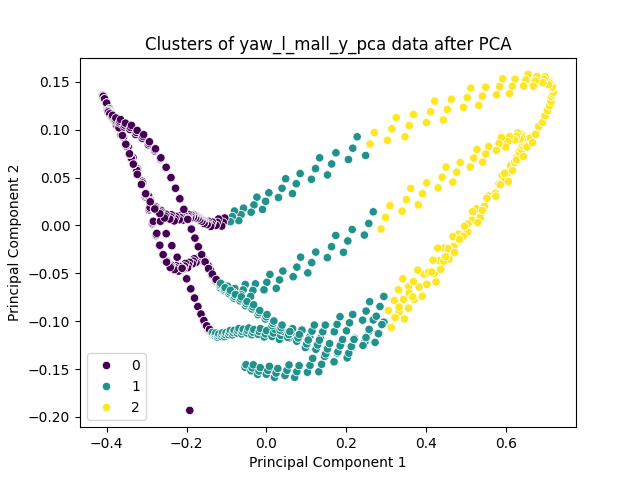 Clusters of yaw_l_mall_y_pca data after PCA
Principal Component 2
0.15
0.10
0.05
0.00
−0.05
−0.10
−0.15
−0.20
0
1
2
−0.4 −0.2 0.0 0.2 0.4 0.6
Principal Component 1